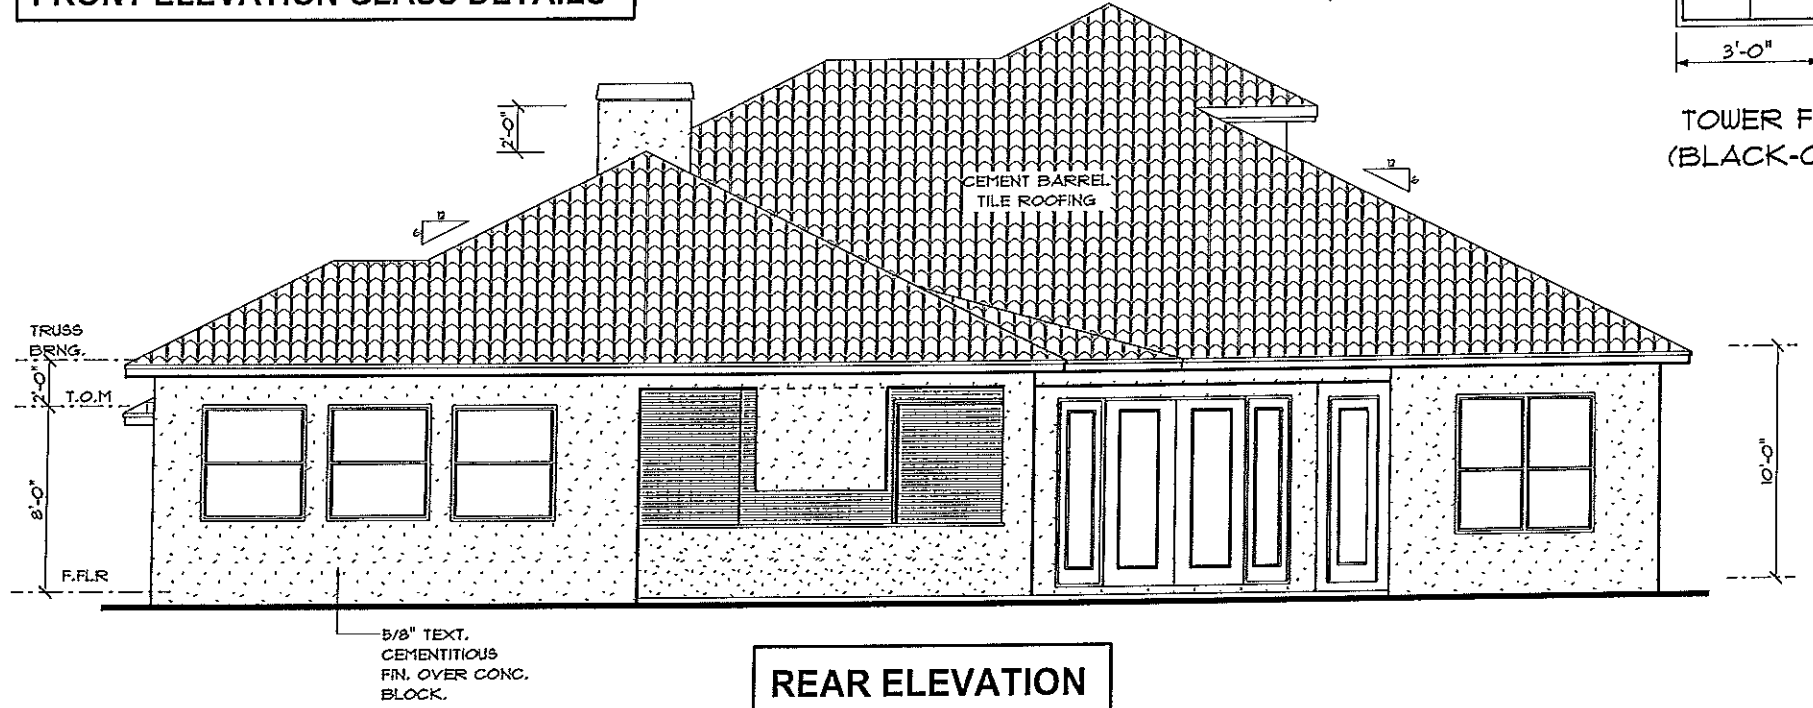 FRONT ELEVATION GLASS DETAILS
3'-0"
TOWER F
(BLACK-O
2'-0"
CEMENT BARREL
TILE ROOFING
12
6
12
6
TRUSS
BRNG.
2'-0"
T.O.M
8'-0"
F.FLR
10'-0"
5/8" TEXT.
CEMENTITIOUS
FIN. OVER CONC.
BLOCK.
REAR ELEVATION